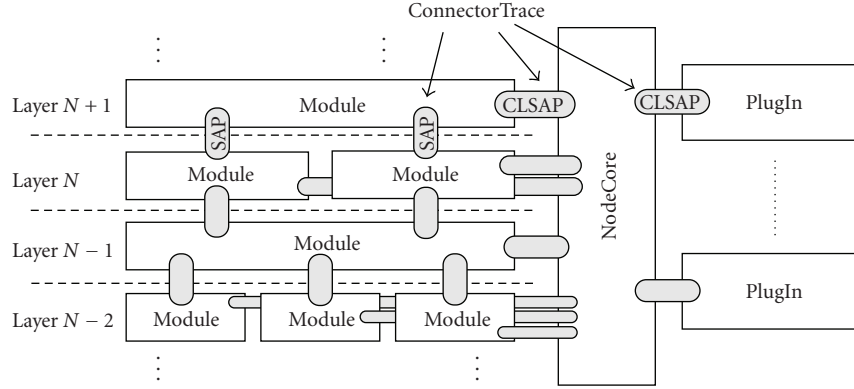 ConnectorTrace
Layer N + 1
Module
CLSAP
CLSAP
PlugIn
SAP
SAP
Layer N
Module
Module
NodeCore
Layer N − 1
Module
PlugIn
Layer N − 2
Module
Module
Module